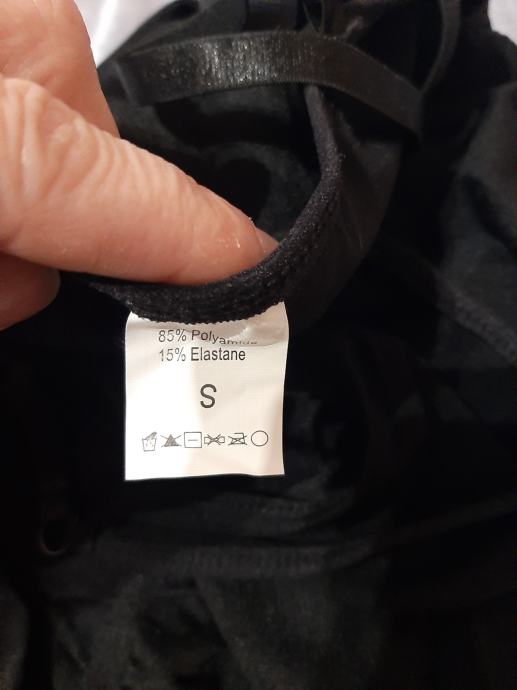 85% Polyamide
15% Elastane
S